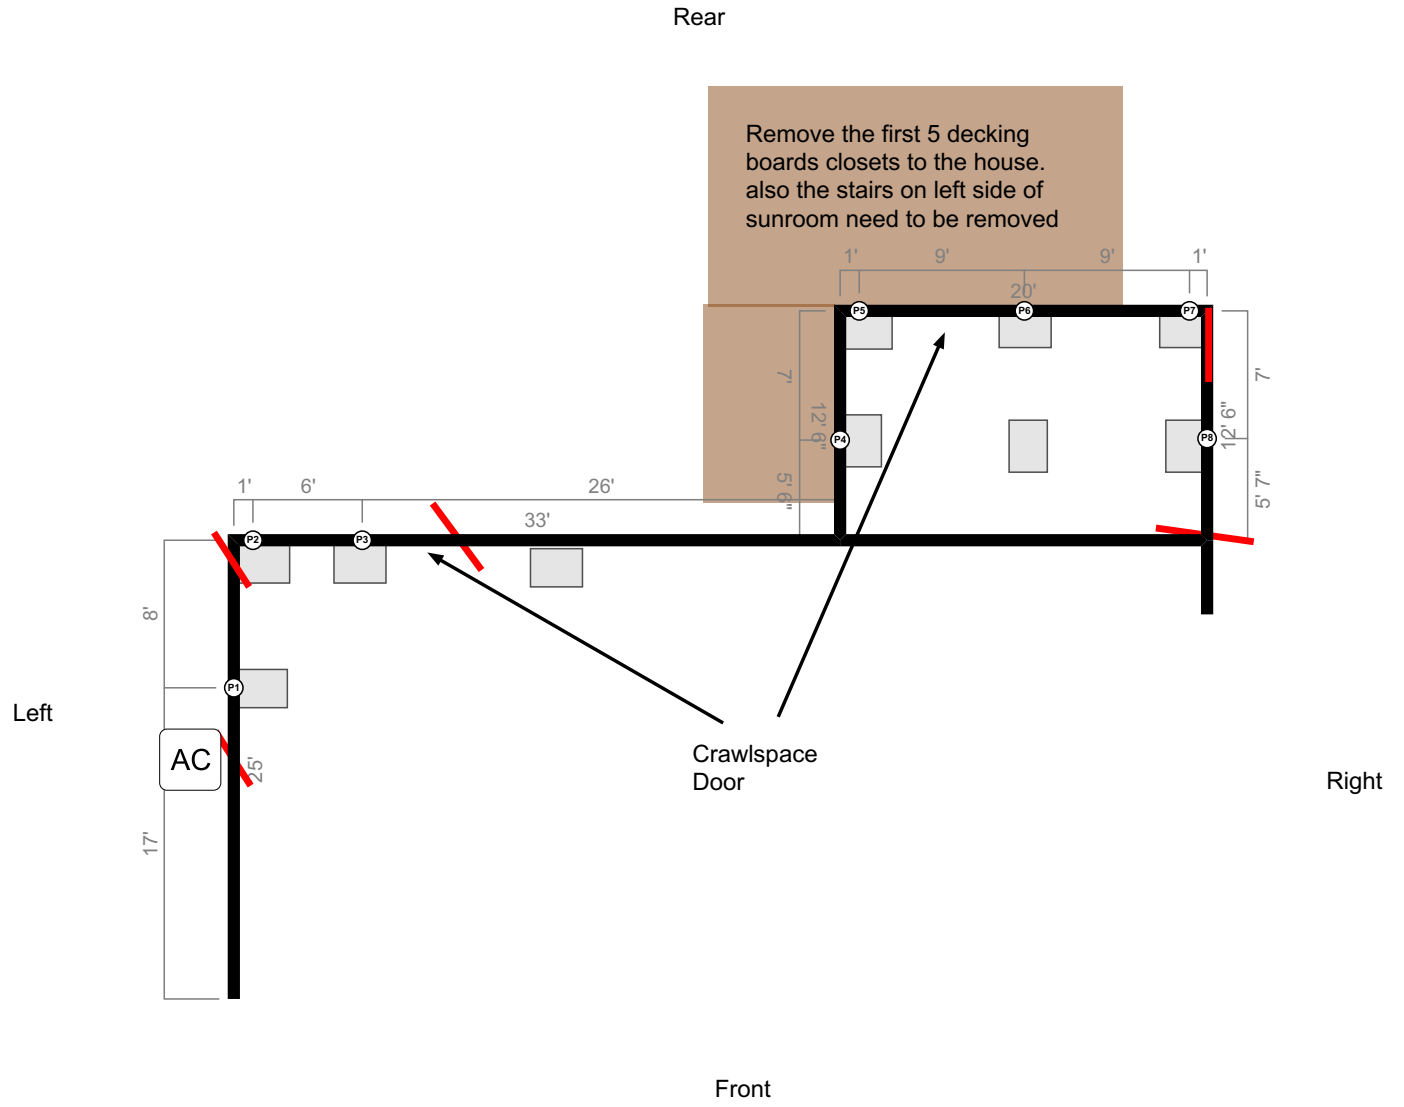 Rear
Remove the first 5 decking
boards closets to the house.
also the stairs on left side of
sunroom need to be removed
1' 9' 9' 1'
20'
P5 P6 P7
7' 7'
12' 6" 12' 6"
P4 P8
5' 6" 5' 7"
1' 6' 26'
33'
P2 P3
8'
P1
Left
AC
25'
Crawlspace
Door
Right
17'
Front